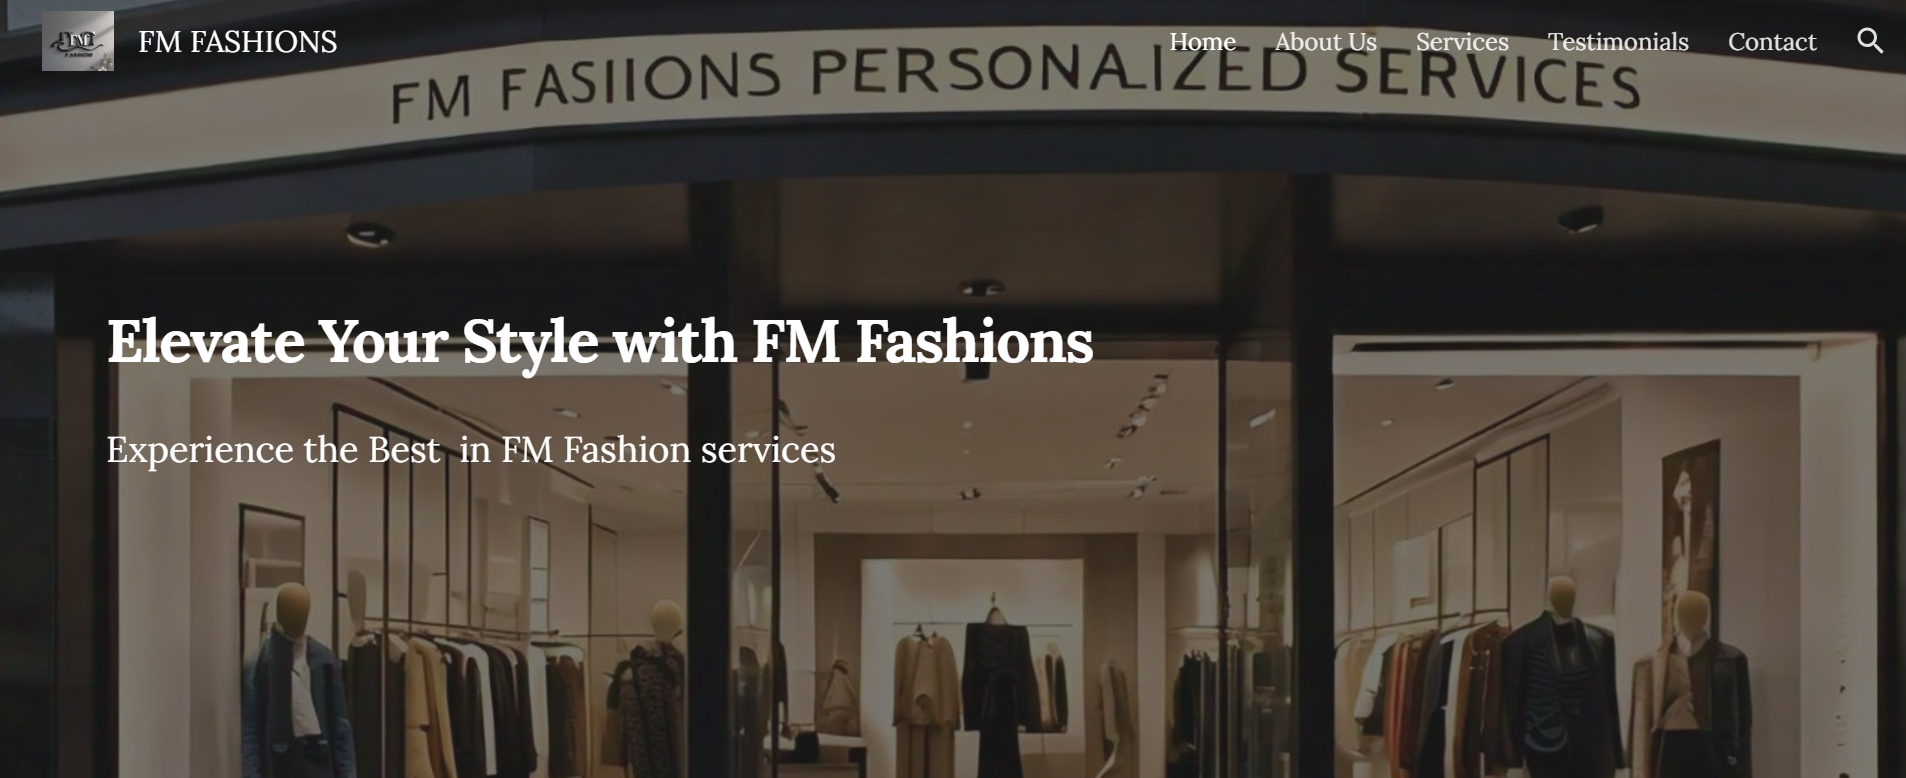 FM FASHIONS
Home About Us Services Testimonials Contact
FM FASIIONS PERSONALIZED SERVICES
Elevate Your Style with FM Fashions
Experience the Best in FM Fashion services